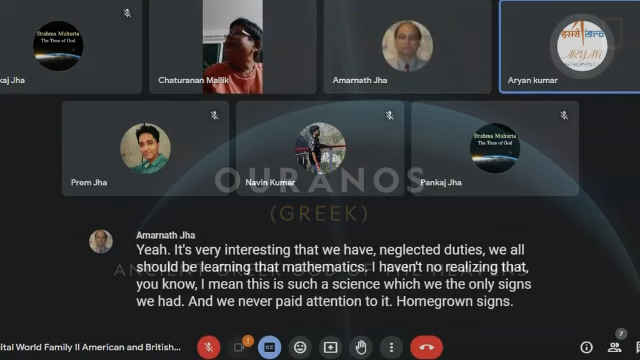 Brahma Muhurta
The Time of God
kaj Jha
Chaturanan Mallik
Amarnath Jha
इसरो isro
Aryan kumar
Prem Jha
Navin Kumar
Brahma Muhurta
The Time of God
Pankaj Jha
OURANOS
(GREEK)
Amarnath Jha
Yeah. It's very interesting that we have, neglected duties, we all
should be learning that mathematics. I haven't no realizing that,
you know, I mean this is such a science which we the only signs
we had. And we never paid attention to it. Homegrown signs.
ital World Family II American and British...
7